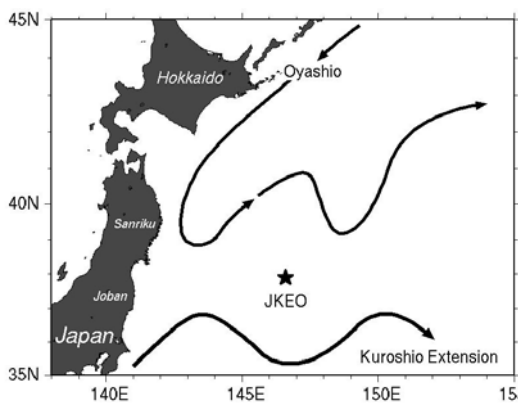 45N
Hokkaido
Oyashio
40N
Sanriku
JKEO
Joban
Japan
Kuroshio Extension
35N
140E
145E
150E
15